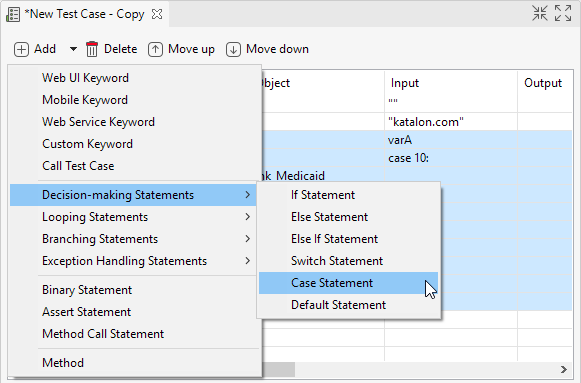 *New Test Case - Copy
Add Delete Move up Move down
Object Input Output
Web UI Keyword
""
Mobile Keyword
Web Service Keyword
"katalon.com"
Custom Keyword
varA
Call Test Case
case 10:
nk_Medicaid
Decision-making Statements
If Statement
Looping Statements
Else Statement
Branching Statements
Else If Statement
Exception Handling Statements
Switch Statement
Binary Statement
Case Statement
Assert Statement
Default Statement
Method Call Statement
Method